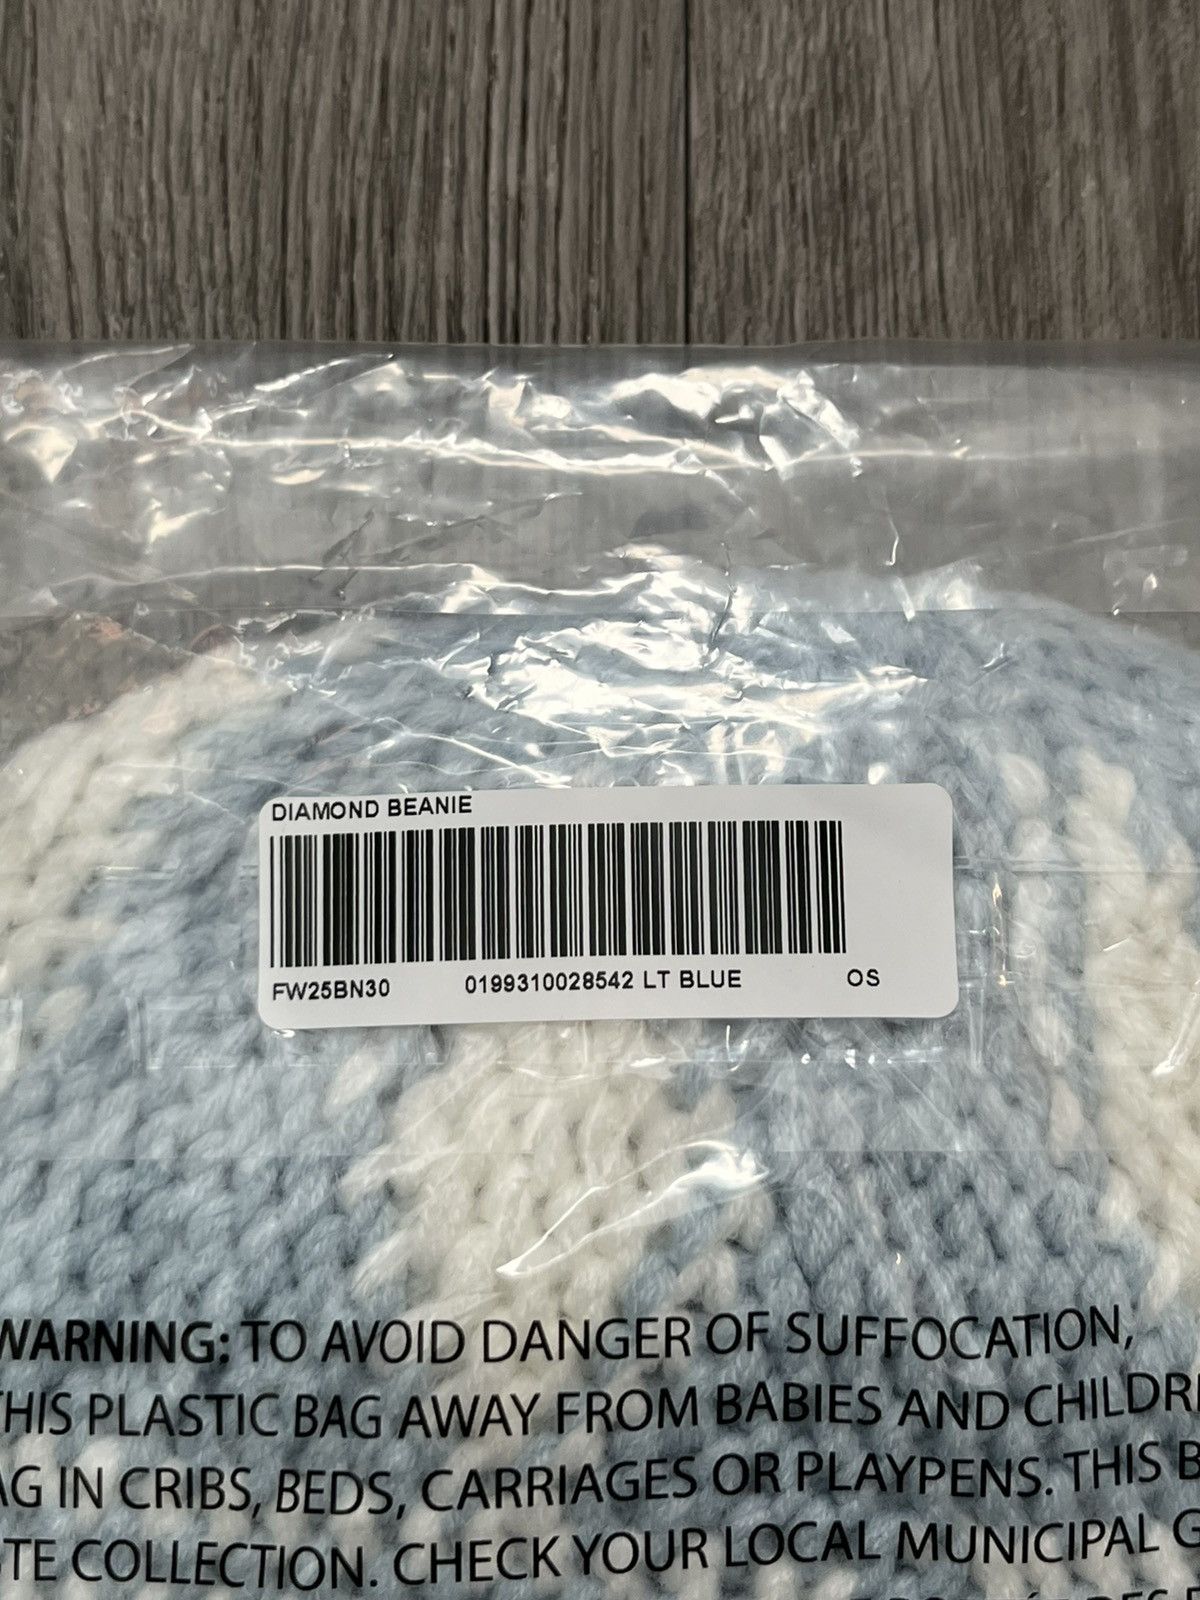 DIAMOND BEANIE
FW25BN30 0199310028542 LT BLUE OS
WARNING: TO AVOID DANGER OF SUFFOCATION,
THIS PLASTIC BAG AWAY FROM BABIES AND CHILDR
AG IN CRIBS, BEDS, CARRIAGES OR PLAYPENS. THIS B
TE COLLECTION. CHECK YOUR LOCAL MUNICIPAL G